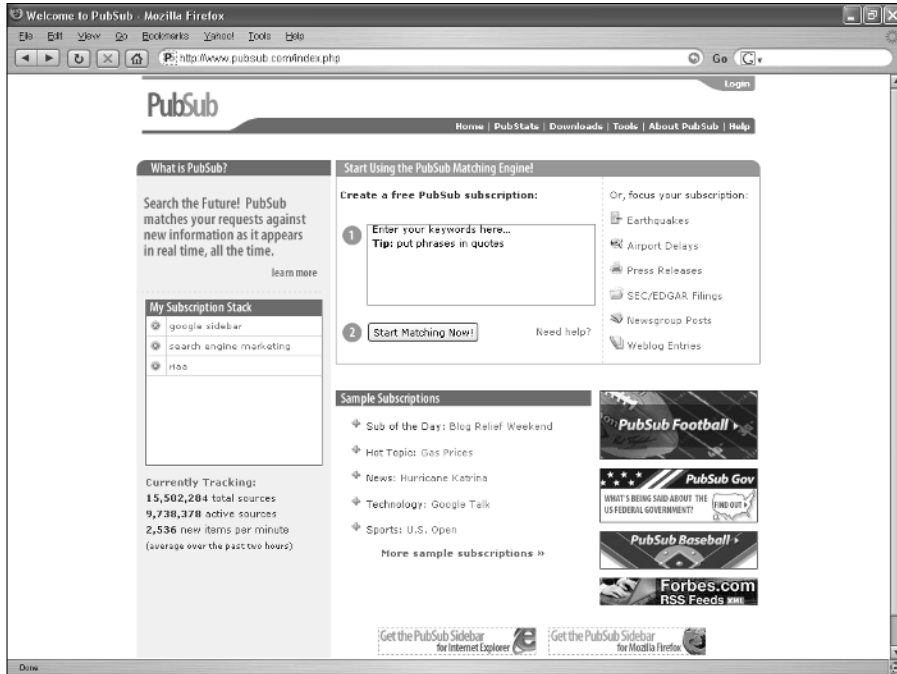 Welcome to PubSub - Mozilla Firefox
File Edit View Go Bookmarks Yahoo! Tools Help
http://www.pubsub.com/index.php
Go
Login
PubSub
Home | PubStats | Downloads | Tools | About PubSub | Help
What is PubSub?
Search the Future! PubSub
matches your requests against
new information as it appears
in real time, all the time.
learn more
My Subscription Stack
google sidebar
search engine marketing
riaa
Currently Tracking:
15,502,284 total sources
9,738,378 active sources
2,536 new items per minute
(average over the past two hours)
Start Using the PubSub Matching Engine!
Create a free PubSub subscription:
1
Enter your keywords here...
Tip: put phrases in quotes
2
Start Matching Now!
Need help?
Or, focus your subscription:
Earthquakes
Airport Delays
Press Releases
SEC/EDGAR Filings
Newsgroup Posts
Weblog Entries
Sample Subscriptions
Sub of the Day: Blog Relief Weekend
Hot Topic: Gas Prices
News: Hurricane Katrina
Technology: Google Talk
Sports: U.S. Open
More sample subscriptions »
PubSub Football
PubSub Gov
WHAT'S BEING SAID ABOUT THE
US FEDERAL GOVERNMENT?
FIND OUT
PubSub Baseball
Forbes.com
RSS Feeds XML
Get the PubSub Sidebar
for Internet Explorer
Get the PubSub Sidebar
for Mozilla Firefox
Done